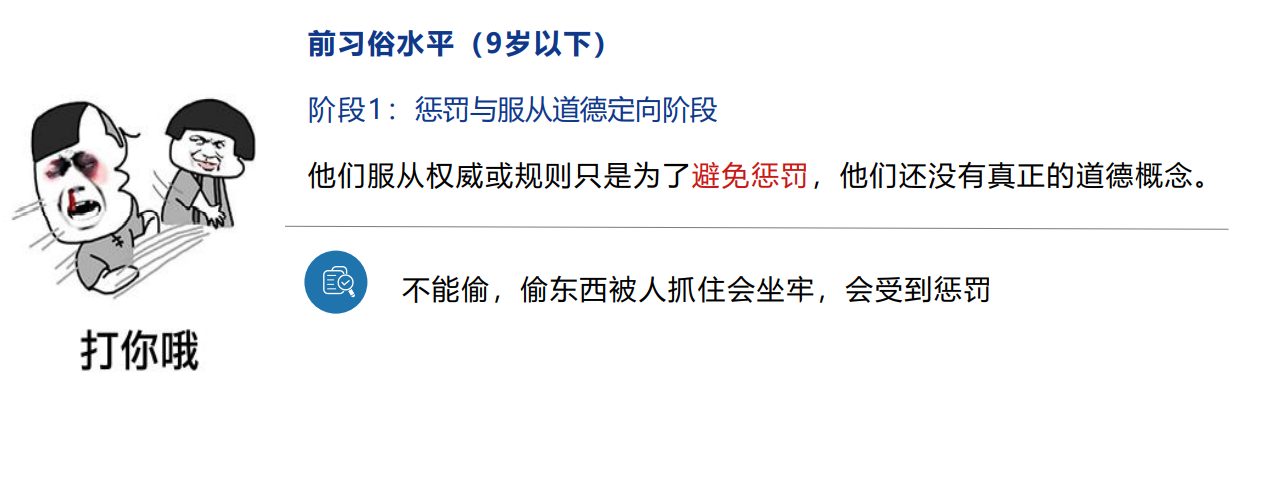 前习俗水平（9岁以下）
阶段1：惩罚与服从道德定向阶段
他们服从权威或规则只是为了避免惩罚，他们还没有真正的道德概念。
不能偷，偷东西被人抓住会坐牢，会受到惩罚
打你哦